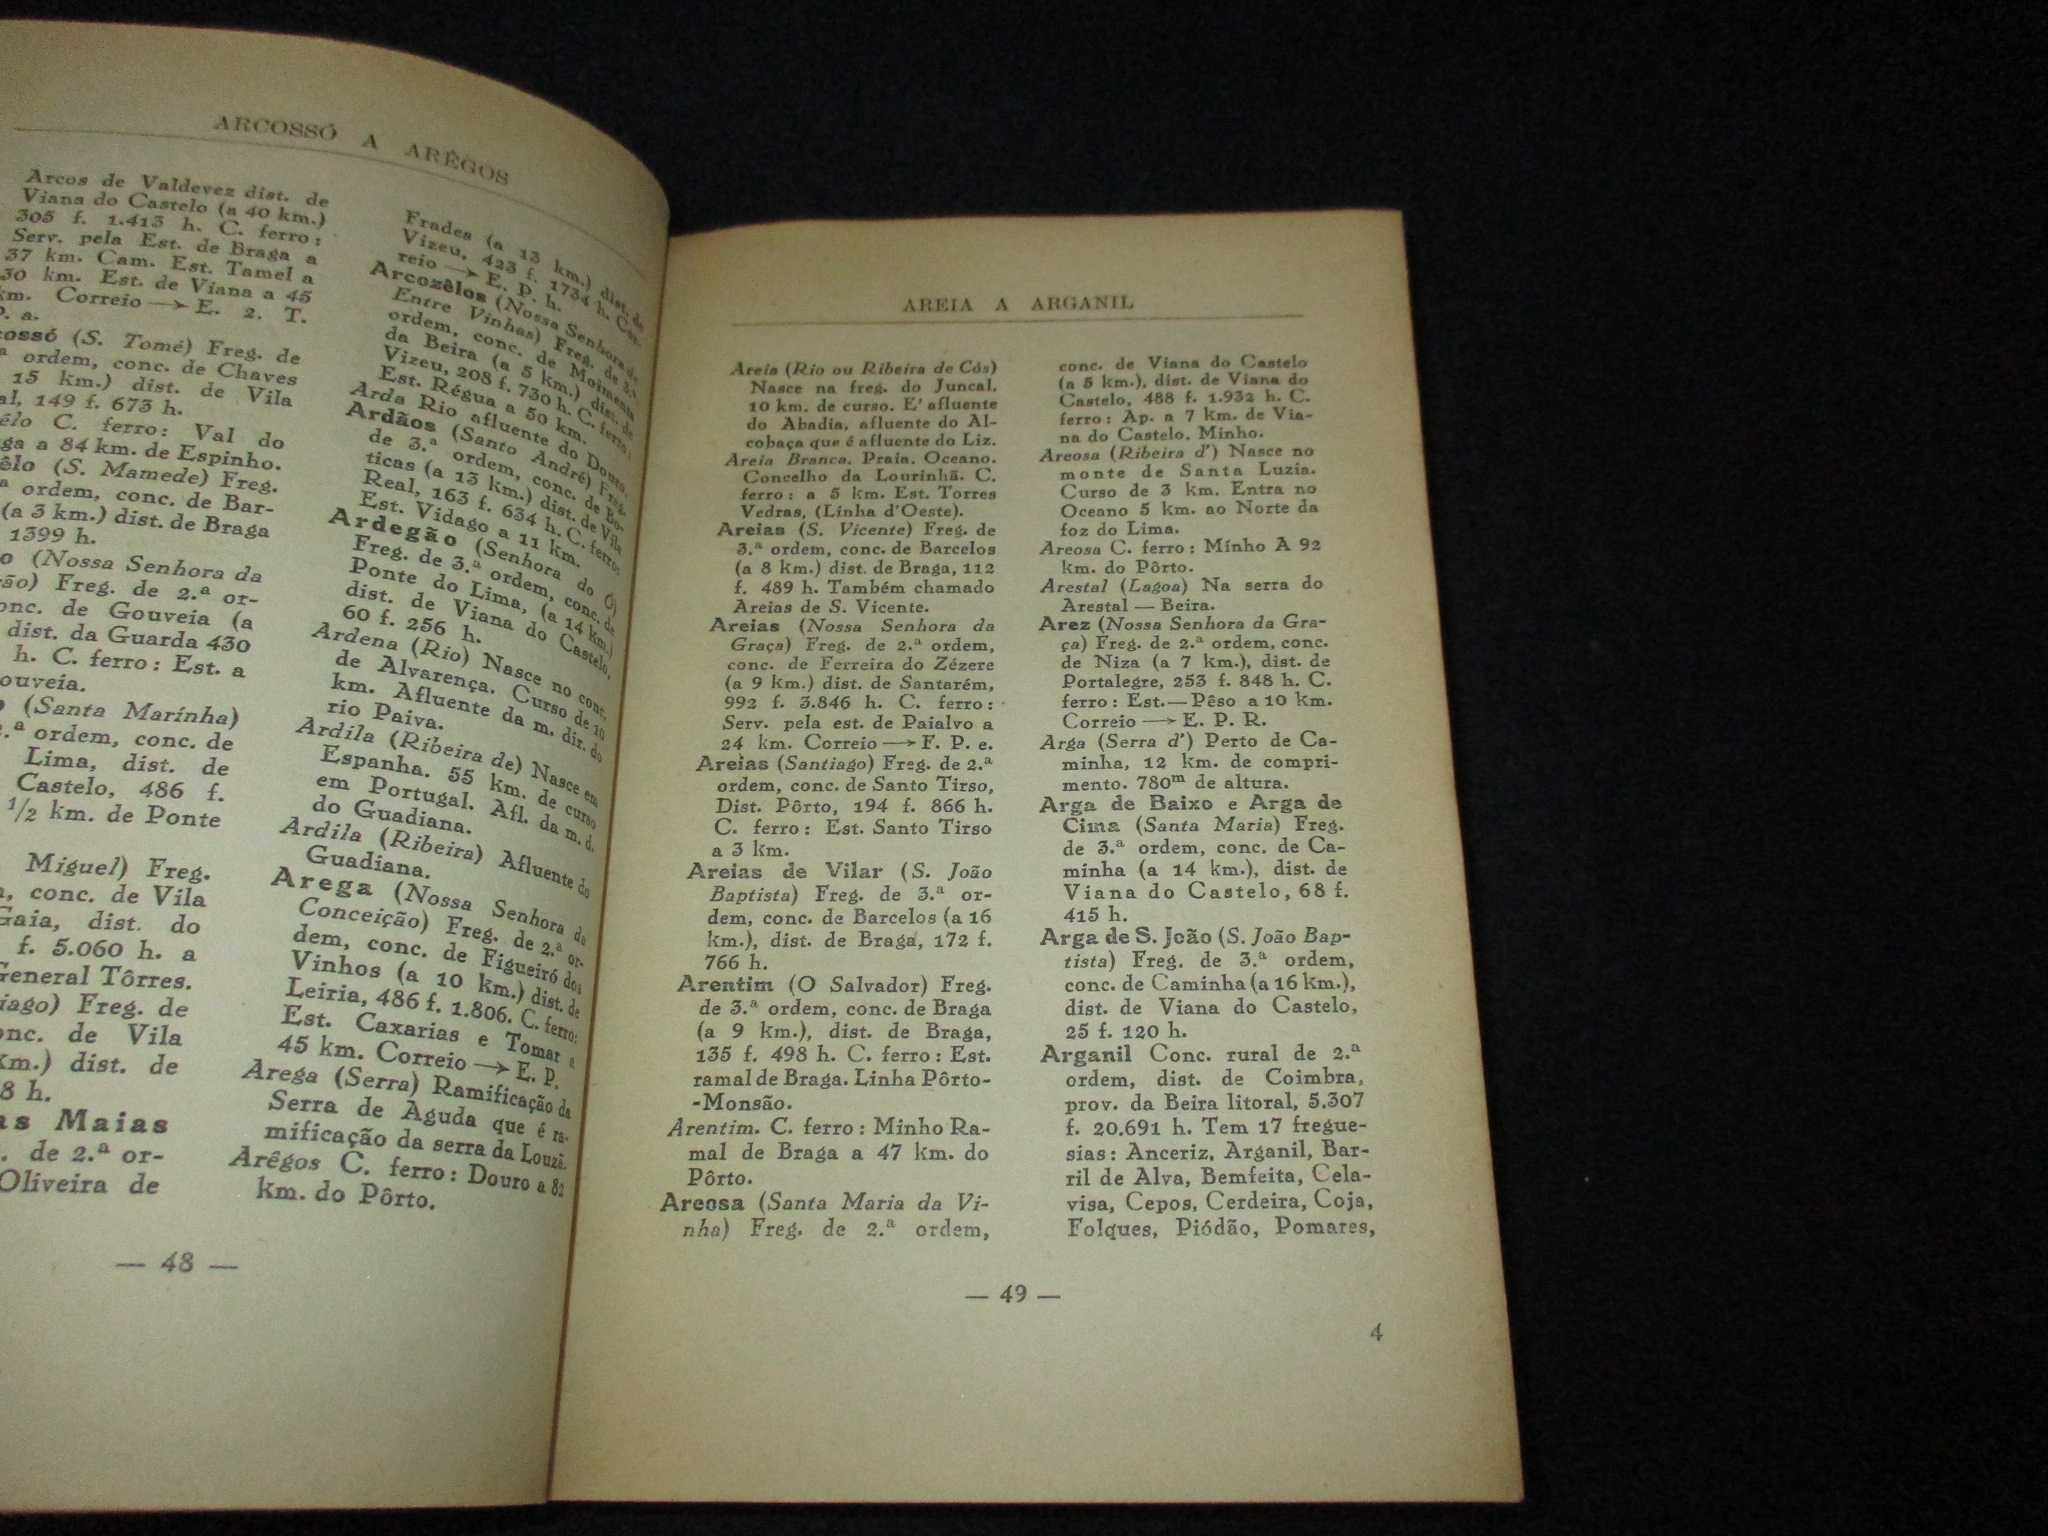 ARCOSSÓ A ARÊGOS
Arcos de Valdevez dist. de
Viana do Castelo (a 40 km.)
305 f. 1.413 h. C. ferro:
Serv. pela Est. de Braga a
37 km. Cam. Est. Tamel a
30 km. Est. de Viana a 45
km. Correio —→ E. 2. T.
P. a.
cossó (S. Tomé) Freg. de
ª ordem, conc. de Chaves
15 km.) dist. de Vila
al, 149 f. 673 h.
êlo C. ferro: Val do
ga a 84 km. de Espinho.
êlo (S. Mamede) Freg.
ª ordem, conc. de Bar-
(a 3 km.) dist. de Braga
1399 h.
o (Nossa Senhora da
ção) Freg. de 2.ª or-
onc. de Gouveia (a
dist. da Guarda 430
h. C. ferro: Est. a
ouveia.
o (Santa Marínha)
.ª ordem, conc. de
Lima, dist. de
Castelo, 486 f.
½ km. de Ponte
Miguel) Freg.
, conc. de Vila
Gaia, dist. do
f. 5.060 h. a
General Tôrres.
iago) Freg. de
onc. de Vila
km.) dist. de
8 h.
as Maias
. de 2.ª or-
Oliveira de
Frades (a 13 km.) dist. de
Vizeu, 423 f. 1734 h. Cor-
reio —→ E. P. h.
Arcozêlos (Nossa Senhora de
Entre Vinhas) Freg. de 3.ª
ordem, conc. de Moimenta
da Beira (a 5 km.) dist. de
Vizeu, 208 f. 730 h. C. ferro:
Est. Régua a 50 km.
Arda Rio afluente do Douro.
Ardãos (Santo André) Freg.
de 3.ª ordem, conc. de Bo-
ticas (a 13 km.) dist. de Vila
Real, 163 f. 634 h. C. ferro:
Est. Vidago a 11 km.
Ardegão (Senhora do Ó)
Freg. de 3.ª ordem, conc. de
Ponte do Lima, (a 14 km.)
dist. de Viana do Castelo,
60 f. 256 h.
Ardena (Rio) Nasce no conc.
de Alvarença. Curso de 10
km. Afluente da m. dir. do
rio Paiva.
Ardila (Ribeira de) Nasce em
Espanha. 55 km. de curso
em Portugal. Afl. da m. d.
do Guadiana.
Ardila (Ribeira) Afluente do
Guadiana.
Arega (Nossa Senhora da
Conceição) Freg. de 2.ª or-
dem, conc. de Figueiró dos
Vinhos (a 10 km.) dist. de
Leiria, 486 f. 1.806. C. ferro:
Est. Caxarias e Tomar a
45 km. Correio —→ E. P.
Arega (Serra) Ramificação da
Serra de Aguda que é ra-
mificação da serra da Louzã.
Arêgos C. ferro: Douro a 82
km. do Pôrto.
— 48 —
AREIA A ARGANIL
Areia (Rio ou Ribeira de Cós)
Nasce na freg. do Juncal.
10 km. de curso. E' afluente
do Abadia, afluente do Al-
cobaça que é afluente do Liz.
Areia Branca. Praia. Oceano.
Concelho da Lourinhã. C.
ferro: a 5 km. Est. Torres
Vedras, (Linha d'Oeste).
Areias (S. Vicente) Freg. de
3.ª ordem, conc. de Barcelos
(a 8 km.) dist. de Braga, 112
f. 489 h. Também chamado
Areias de S. Vicente.
Areias (Nossa Senhora da
Graça) Freg. de 2.ª ordem,
conc. de Ferreira do Zézere
(a 9 km.) dist. de Santarém,
992 f. 3.846 h. C. ferro:
Serv. pela est. de Paialvo a
24 km. Correio —→ F. P. e.
Areias (Santiago) Freg. de 2.ª
ordem, conc. de Santo Tirso,
Dist. Pôrto, 194 f. 866 h.
C. ferro: Est. Santo Tirso
a 3 km.
Areias de Vilar (S. João
Baptista) Freg. de 3.ª or-
dem, conc. de Barcelos (a 16
km.), dist. de Braga, 172 f.
766 h.
Arentim (O Salvador) Freg.
de 3.ª ordem, conc. de Braga
(a 9 km.), dist. de Braga,
135 f. 498 h. C. ferro: Est.
ramal de Braga. Linha Pôrto-
-Monsão.
Arentim. C. ferro: Minho Ra-
mal de Braga a 47 km. do
Pôrto.
Areosa (Santa Maria da Vi-
nha) Freg. de 2.ª ordem,
conc. de Viana do Castelo
(a 5 km.), dist. de Viana do
Castelo, 488 f. 1.932 h. C.
ferro: Ap. a 7 km. de Via-
na do Castelo. Minho.
Areosa (Ribeira d') Nasce no
monte de Santa Luzia.
Curso de 3 km. Entra no
Oceano 5 km. ao Norte da
foz do Lima.
Areosa C. ferro: Minho A 92
km. do Pôrto.
Arestal (Lagoa) Na serra do
Arestal — Beira.
Arez (Nossa Senhora da Gra-
ça) Freg. de 2.ª ordem, conc.
de Niza (a 7 km.), dist. de
Portalegre, 253 f. 848 h. C.
ferro: Est.— Pêso a 10 km.
Correio —→ E. P. R.
Arga (Serra d') Perto de Ca-
minha, 12 km. de compri-
mento. 780m de altura.
Arga de Baixo e Arga de
Cima (Santa Maria) Freg.
de 3.ª ordem, conc. de Ca-
minha (a 14 km.), dist. de
Viana do Castelo, 68 f.
415 h.
Arga de S. João (S. João Bap-
tista) Freg. de 3.ª ordem,
conc. de Caminha (a 16 km.),
dist. de Viana do Castelo,
25 f. 120 h.
Arganil Conc. rural de 2.ª
ordem, dist. de Coimbra,
prov. da Beira litoral, 5.307
f. 20.691 h. Tem 17 fregue-
sias: Anceriz, Arganil, Bar-
ril de Alva, Bemfeita, Cela-
visa, Cepos, Cerdeira, Coja,
Folques, Piódão, Pomares,
— 49 —
4